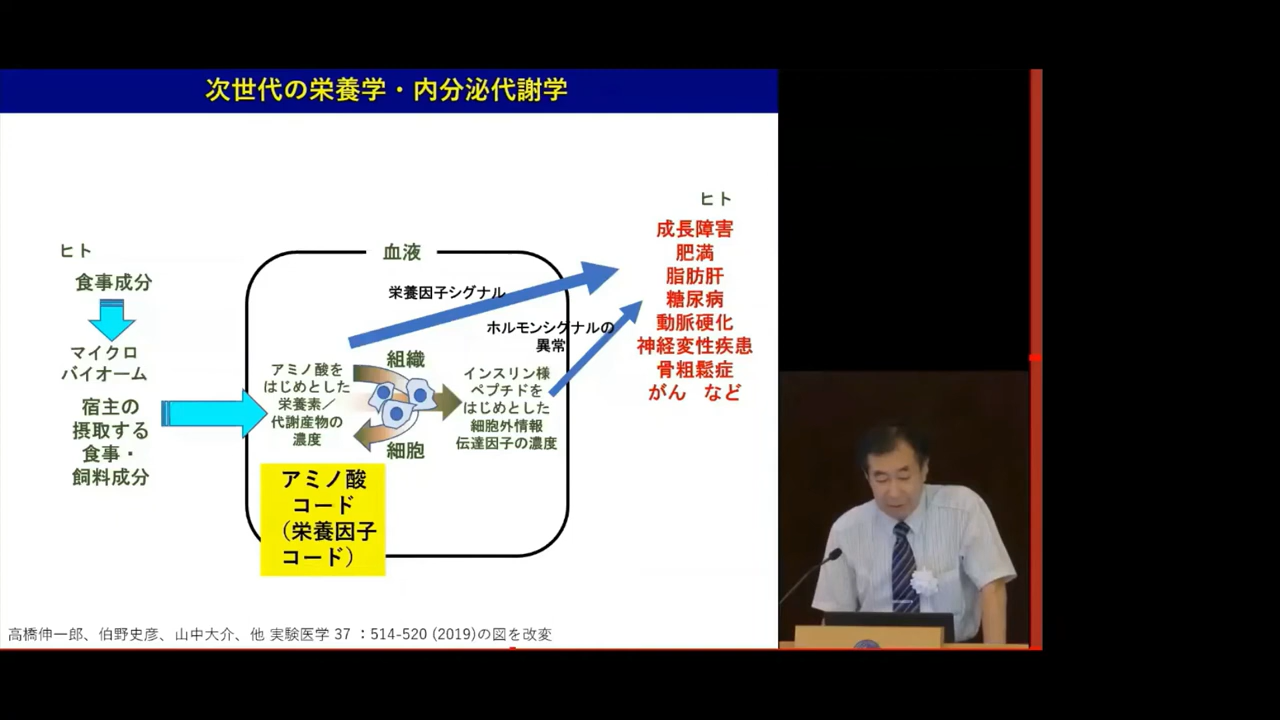 次世代の栄養学・内分泌代謝学
ヒト
食事成分
マイクロ
バイオーム
宿主の
摂取する
食事・
飼料成分
血液
栄養因子シグナル
ホルモンシグナルの
異常
アミノ酸を
はじめとした
栄養素／
代謝産物の
濃度
組織
細胞
インスリン様
ペプチドを
はじめとした
細胞外情報
伝達因子の濃度
アミノ酸
コード
（栄養因子
コード）
ヒト
成長障害
肥満
脂肪肝
糖尿病
動脈硬化
神経変性疾患
骨粗鬆症
がん など
高橋伸一郎、伯野史彦、山中大介、他 実験医学 37 ：514-520 (2019)の図を改変